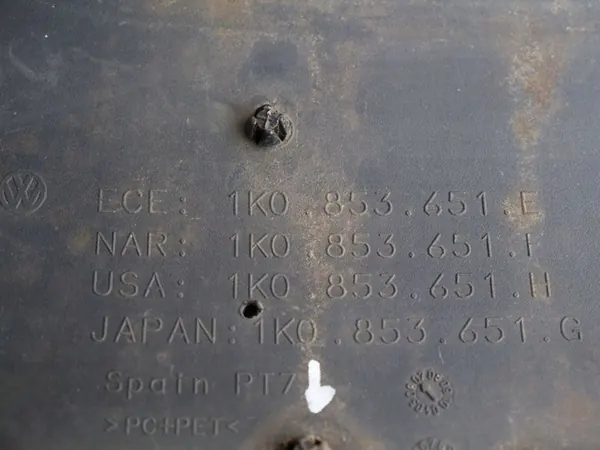 ECE: 1K0.853.651.E
NAR: 1K0.853.651.F
USA: 1K0.853.651.H
JAPAN:1K0.853.651.G
Spain PT7
>PC+PET<